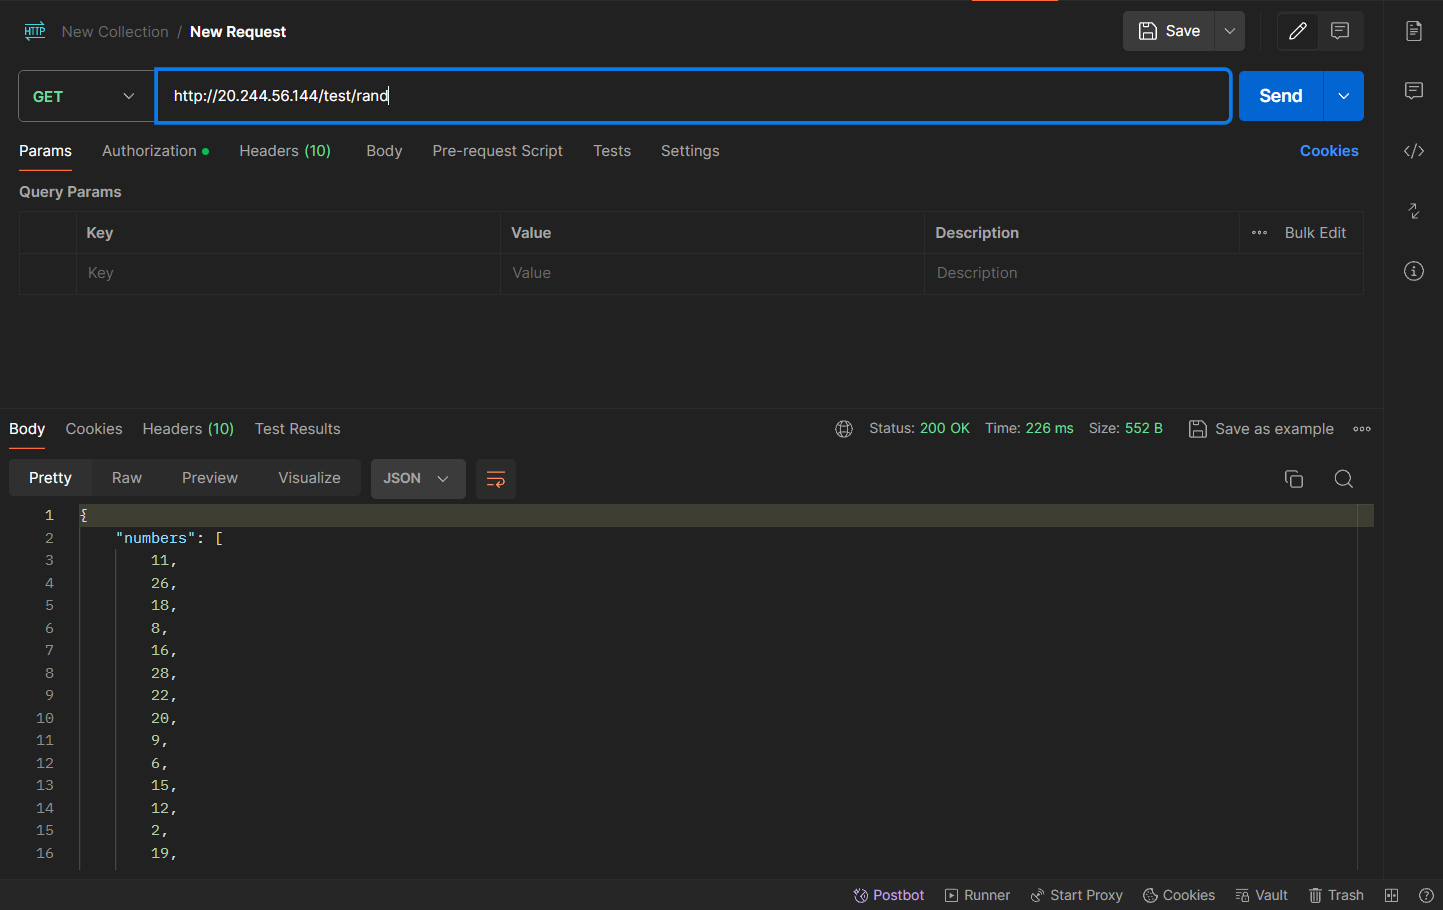 HTTP New Collection / New Request Save
GET http://20.244.56.144/test/rand Send
Params Authorization Headers (10) Body Pre-request Script Tests Settings Cookies
Query Params
Key Value Description Bulk Edit
Key Value Description
Body Cookies Headers (10) Test Results Status: 200 OK Time: 226 ms Size: 552 B Save as example
Pretty Raw Preview Visualize JSON
1 {
2 "numbers": [
3 11,
4 26,
5 18,
6 8,
7 16,
8 28,
9 22,
10 20,
11 9,
12 6,
13 15,
14 12,
15 2,
16 19,
Postbot Runner Start Proxy Cookies Vault Trash